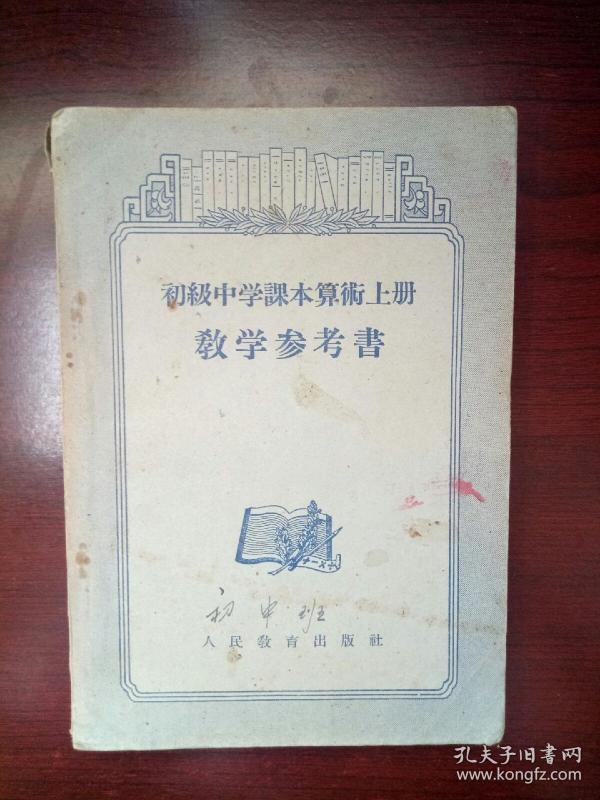 初級中学課本算術上册
教学参考書
初中班
人民教育出版社
孔夫子旧書网
www.kongfz.com